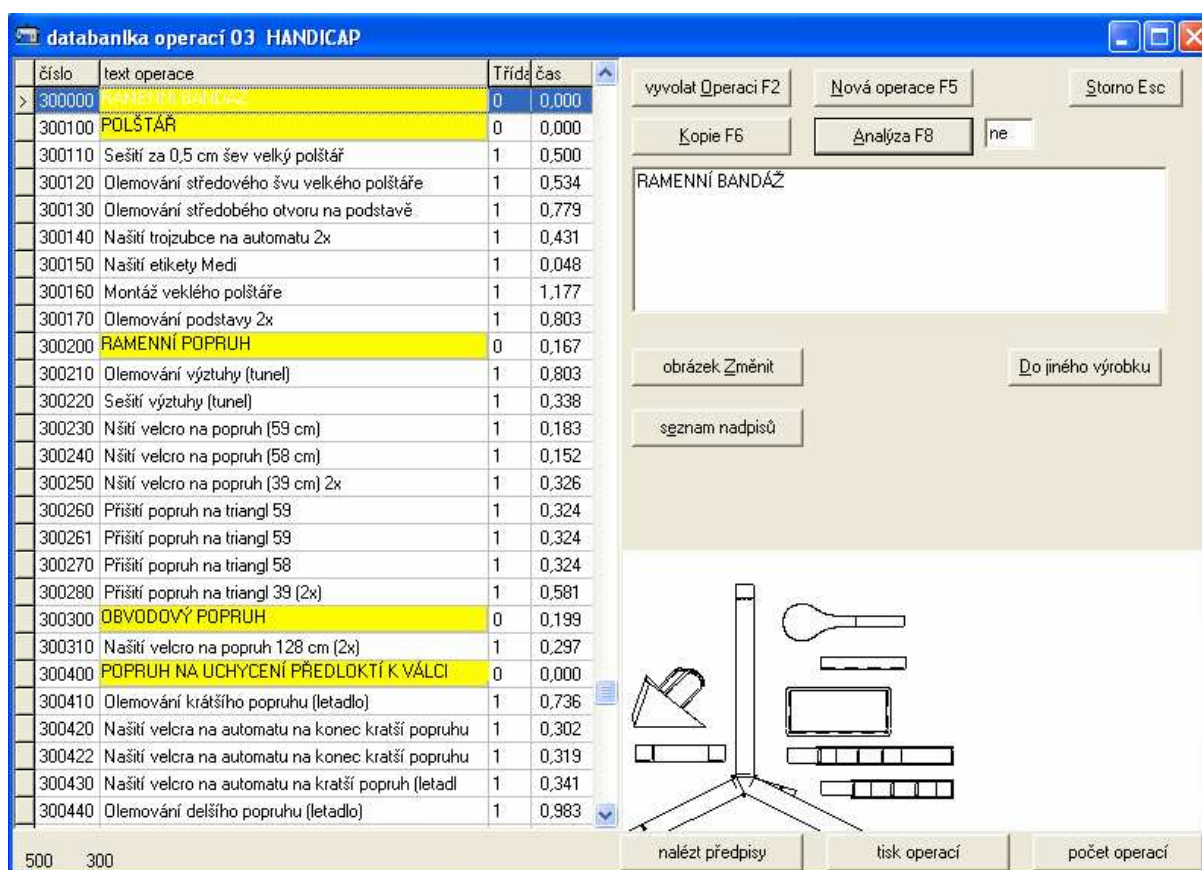 databanlka operací 03 HANDICAP
číslo text operace Třída čas
> 300000 RAMENNÍ BANDÁŽ 0 0,000
300100 POLŠTÁŘ 0 0,000
300110 Sešití za 0,5 cm šev velký polštář 1 0,500
300120 Olemování středového švu velkého polštáře 1 0,534
300130 Olemování středobého otvoru na podstavě 1 0,779
300140 Našití trojzubce na automatu 2x 1 0,431
300150 Našití etikety Medi 1 0,048
300160 Montáž veklého polštáře 1 1,177
300170 Olemování podstavy 2x 1 0,803
300200 RAMENNÍ POPRUH 0 0,167
300210 Olemování výztuhy (tunel) 1 0,803
300220 Sešití výztuhy (tunel) 1 0,338
300230 Nšití velcro na popruh (59 cm) 1 0,183
300240 Nšití velcro na popruh (58 cm) 1 0,152
300250 Nšití velcro na popruh (39 cm) 2x 1 0,326
300260 Přišití popruh na triangl 59 1 0,324
300261 Přišití popruh na triangl 59 1 0,324
300270 Přišití popruh na triangl 58 1 0,324
300280 Přišití popruh na triangl 39 (2x) 1 0,581
300300 OBVODOVÝ POPRUH 0 0,199
300310 Našití velcro na popruh 128 cm (2x) 1 0,297
300400 POPRUH NA UCHYCENÍ PŘEDLOKTÍ K VÁLCI 0 0,000
300410 Olemování krátšího popruhu (letadlo) 1 0,736
300420 Našití velcra na automatu na konec kratší popruhu 1 0,302
300422 Našití velcra na automatu na konec kratší popruhu 1 0,319
300430 Našití velcro na automatu na kratší popruh (letadl 1 0,341
300440 Olemování delšího popruhu (letadlo) 1 0,983
500 300
vyvolat Operaci F2 Nová operace F5 Storno Esc
Kopie F6 Analýza F8 ne
RAMENNÍ BANDÁŽ
obrázek Změnit Do jiného výrobku
seznam nadpisů
nalézt předpisy tisk operací počet operací